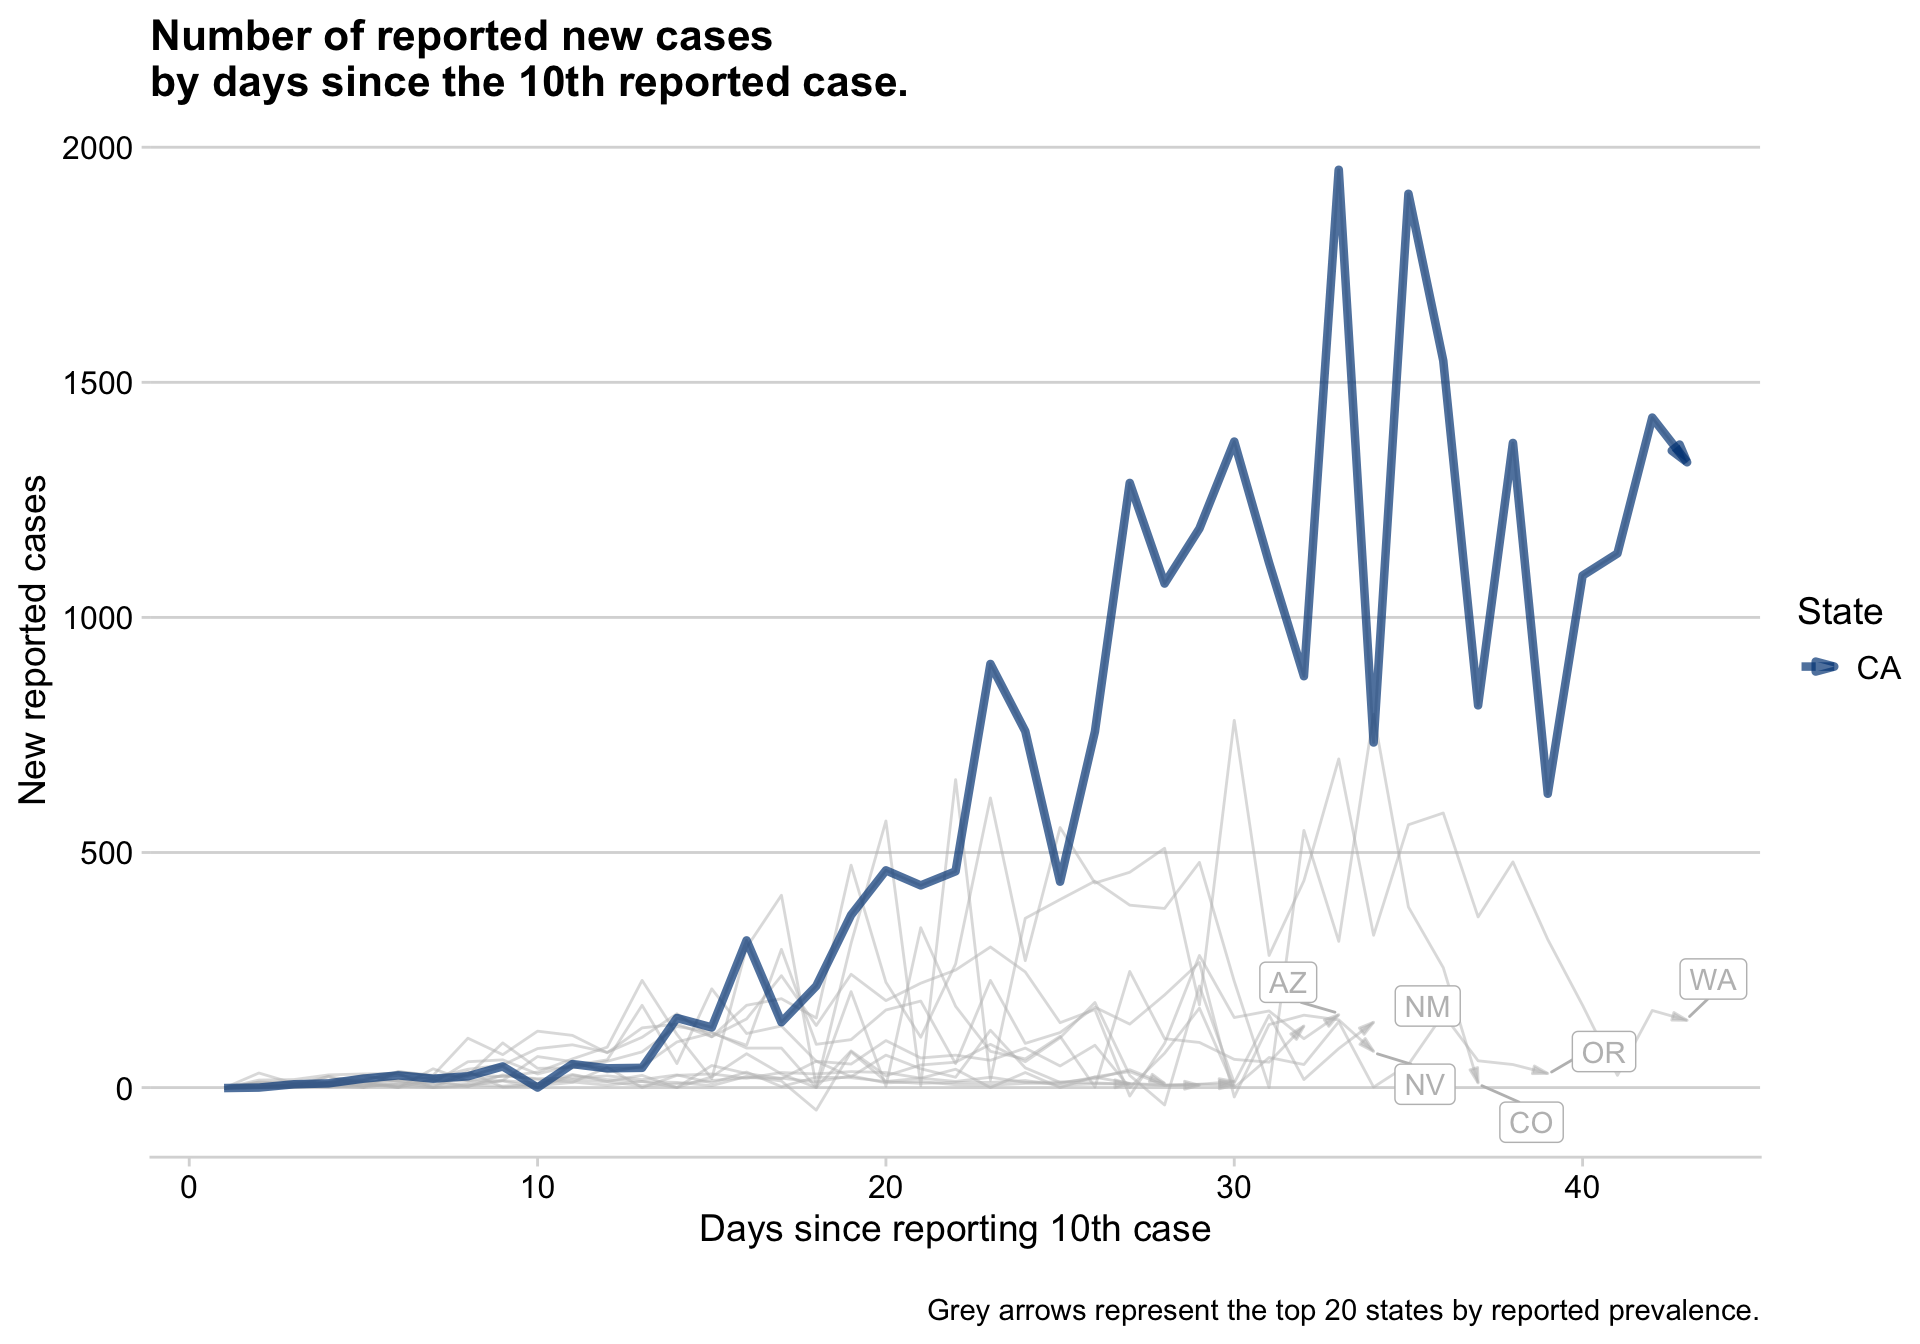 Number of reported new cases
by days since the 10th reported case.
2000
1500
1000
500
0
New reported cases
AZ
NM
WA
OR
NV
CO
State
CA
0 10 20 30 40
Days since reporting 10th case
Grey arrows represent the top 20 states by reported prevalence.